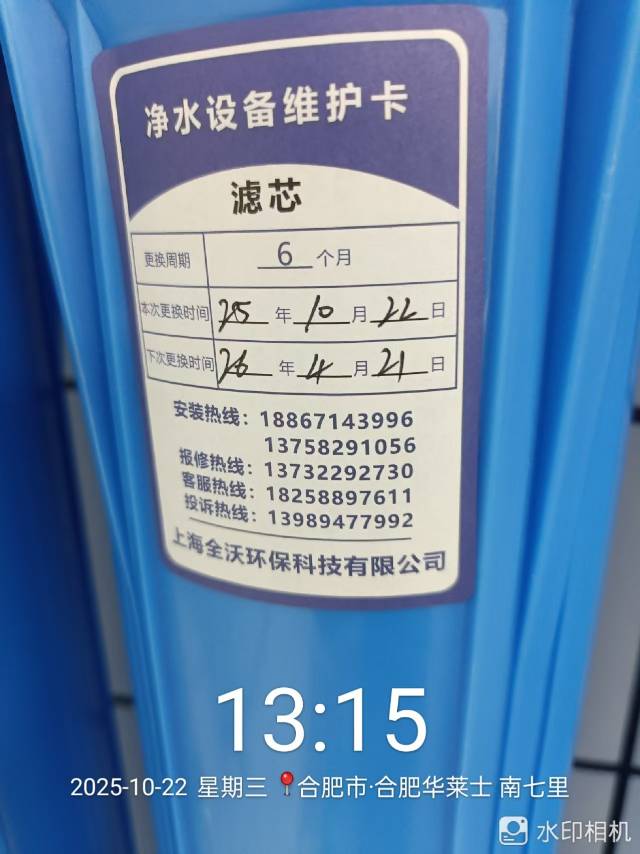 净水设备维护卡
滤芯
更换周期 6 个月
本次更换时间 25 年 10 月 22 日
下次更换时间 26 年 4 月 21 日
安装热线：18867143996
13758291056
报修热线：13732292730
客服热线：18258897611
投诉热线：13989477992
上海全沃环保科技有限公司
13:15
2025-10-22 星期三 合肥市·合肥华莱士 南七里
水印相机